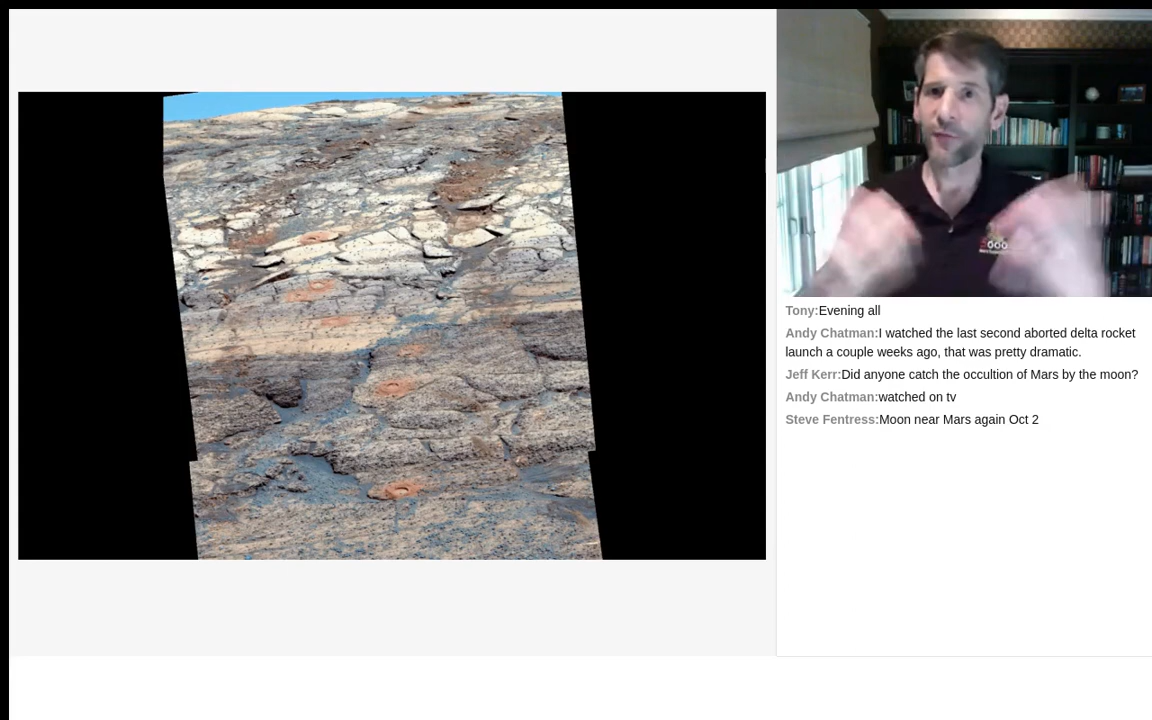 Tony:Evening all
Andy Chatman:I watched the last second aborted delta rocket
launch a couple weeks ago, that was pretty dramatic.
Jeff Kerr:Did anyone catch the occultion of Mars by the moon?
Andy Chatman:watched on tv
Steve Fentress:Moon near Mars again Oct 2